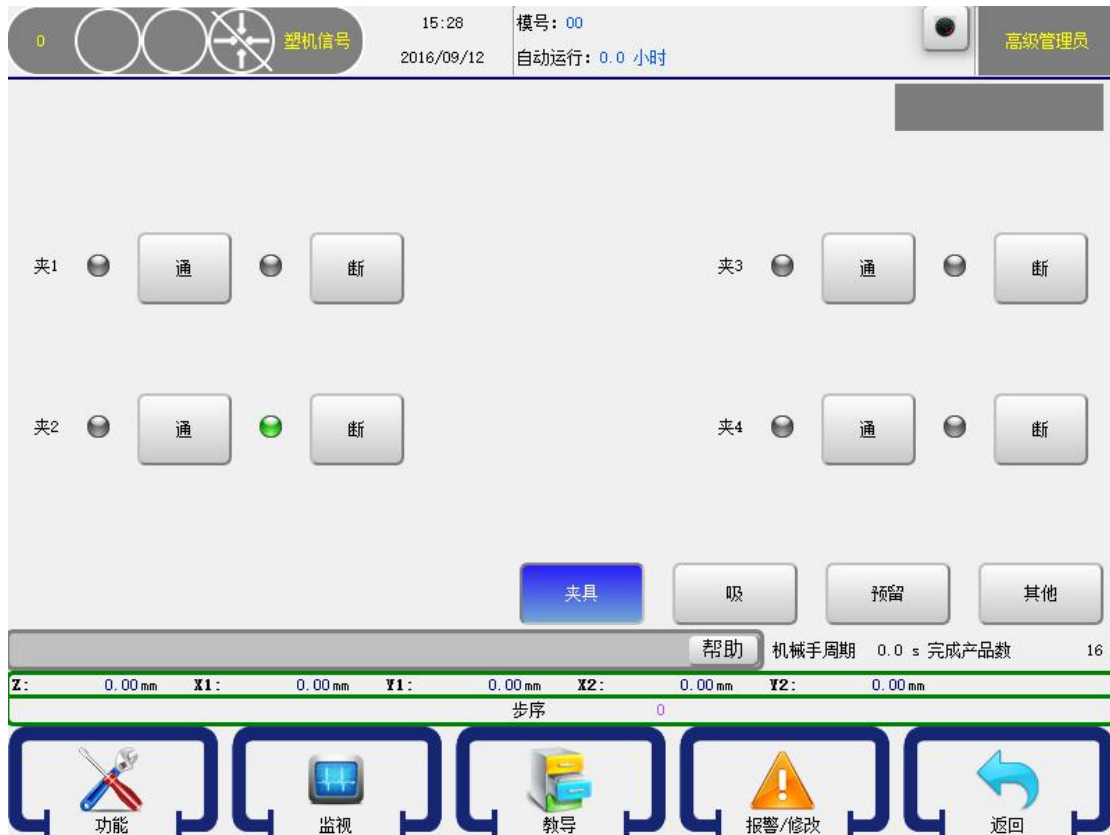 0 塑机信号 15:28 模号: 00 高级管理员
2016/09/12 自动运行: 0.0 小时
夹1 通 断 夹3 通 断
夹2 通 断 夹4 通 断
夹具 吸 预留 其他
帮助 机械手周期 0.0 s 完成产品数 16
Z: 0.00mm X1: 0.00mm Y1: 0.00mm X2: 0.00mm Y2: 0.00mm
步序 0
功能 监视 教导 报警/修改 返回